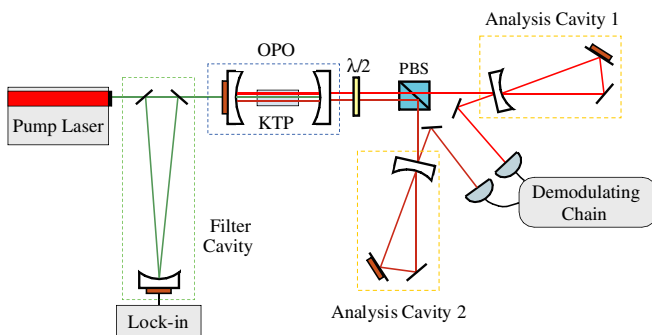 Analysis Cavity 1
OPO
λ/2
PBS
Pump Laser
KTP
Filter
Cavity
Demodulating
Chain
Analysis Cavity 2
Lock-in